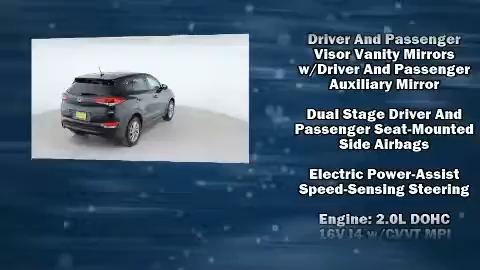 Driver And Passenger
Visor Vanity Mirrors
w/Driver And Passenger
Auxiliary Mirror
Dual Stage Driver And
Passenger Seat-Mounted
Side Airbags
Electric Power-Assist
Speed-Sensing Steering
Engine: 2.0L DOHC
16V I4 w/CVVT MPI